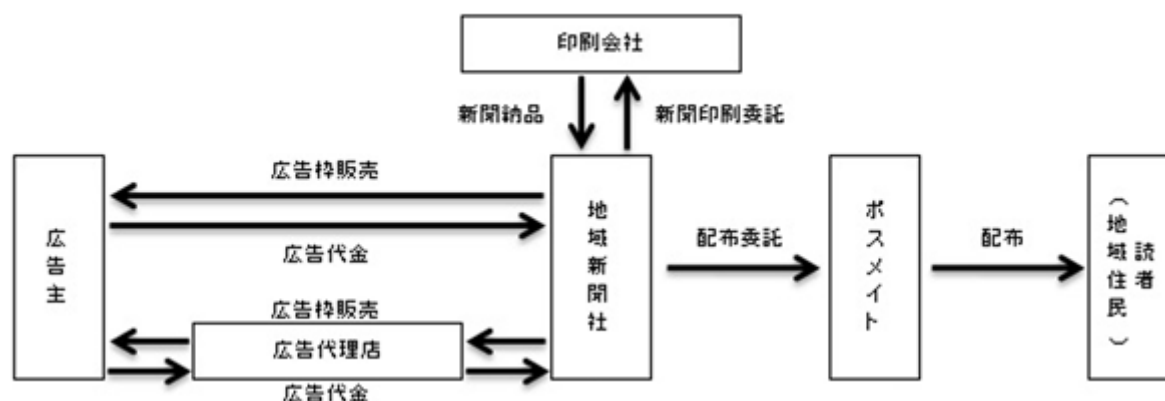 印刷会社
新聞納品
新聞印刷委託
広告枠販売
広告代金
広告主
地域新聞社
配布委託
ポスメイト
配布
読者
(地域住民)
広告枠販売
広告代理店
広告代金